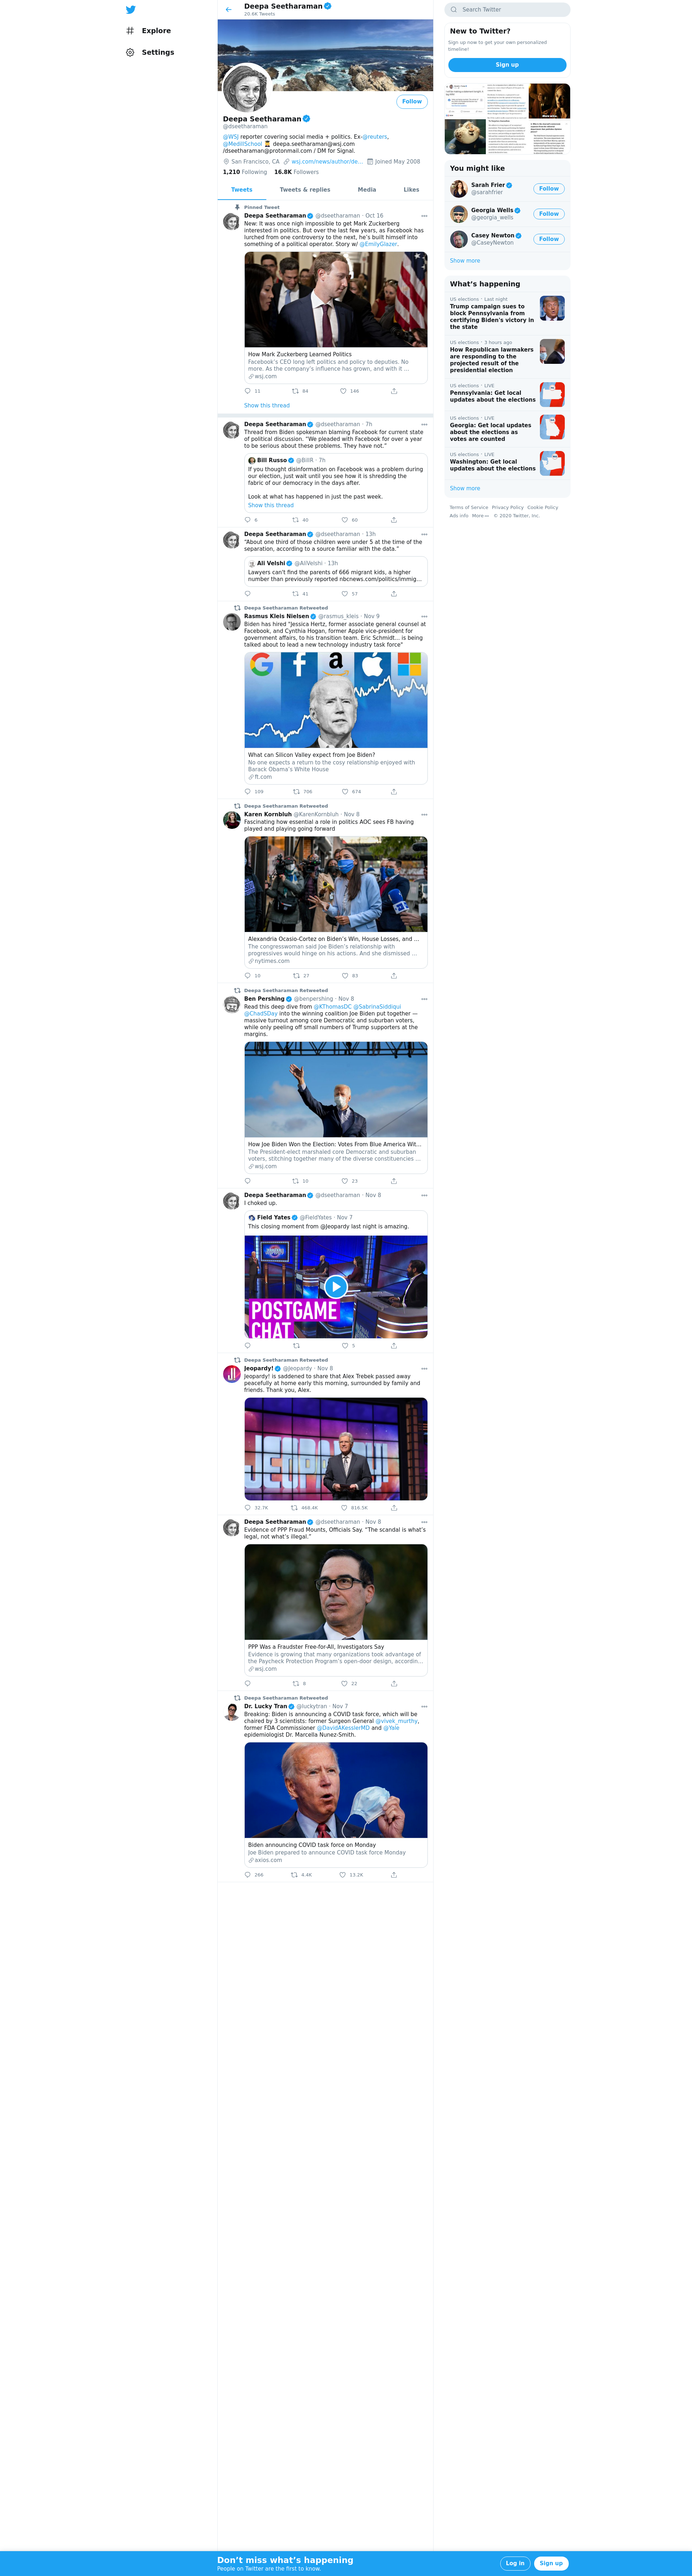 Explore
Settings
Deepa Seetharaman
20.6K Tweets
Follow
Deepa Seetharaman
@dseetharaman
@WSJ reporter covering social media + politics. Ex-@reuters,
@MedillSchool deepa.seetharaman@wsj.com
/dseetharaman@protonmail.com / DM for Signal.
San Francisco, CA wsj.com/news/author/de… Joined May 2008
1,210 Following 16.8K Followers
Tweets Tweets & replies Media Likes
Pinned Tweet
Deepa Seetharaman @dseetharaman · Oct 16
New: It was once nigh impossible to get Mark Zuckerberg
interested in politics. But over the last few years, as Facebook has
lurched from one controversy to the next, he's built himself into
something of a political operator. Story w/ @EmilyGlazer.
How Mark Zuckerberg Learned Politics
Facebook's CEO long left politics and policy to deputies. No
more. As the company's influence has grown, and with it …
wsj.com
11 84 146
Show this thread
Deepa Seetharaman @dseetharaman · 7h
Thread from Biden spokesman blaming Facebook for current state
of political discussion. "We pleaded with Facebook for over a year
to be serious about these problems. They have not."
Bill Russo @BillR · 7h
If you thought disinformation on Facebook was a problem during
our election, just wait until you see how it is shredding the
fabric of our democracy in the days after.
Look at what has happened in just the past week.
Show this thread
6 40 60
Deepa Seetharaman @dseetharaman · 13h
"About one third of those children were under 5 at the time of the
separation, according to a source familiar with the data."
Ali Velshi @AliVelshi · 13h
Lawyers can't find the parents of 666 migrant kids, a higher
number than previously reported nbcnews.com/politics/immig…
41 57
Deepa Seetharaman Retweeted
Rasmus Kleis Nielsen @rasmus_kleis · Nov 9
Biden has hired "Jessica Hertz, former associate general counsel at
Facebook, and Cynthia Hogan, former Apple vice-president for
government affairs, to his transition team. Eric Schmidt... is being
talked about to lead a new technology industry task force"
What can Silicon Valley expect from Joe Biden?
No one expects a return to the cosy relationship enjoyed with
Barack Obama's White House
ft.com
109 706 674
Deepa Seetharaman Retweeted
Karen Kornbluh @KarenKornbluh · Nov 8
Fascinating how essential a role in politics AOC sees FB having
played and playing going forward
Alexandria Ocasio-Cortez on Biden's Win, House Losses, and …
The congresswoman said Joe Biden's relationship with
progressives would hinge on his actions. And she dismissed …
nytimes.com
10 27 83
Deepa Seetharaman Retweeted
Ben Pershing @benpershing · Nov 8
Read this deep dive from @KThomasDC @SabrinaSiddiqui
@ChadSDay into the winning coalition Joe Biden put together —
massive turnout among core Democratic and suburban voters,
while only peeling off small numbers of Trump supporters at the
margins.
How Joe Biden Won the Election: Votes From Blue America Wit…
The President-elect marshaled core Democratic and suburban
voters, stitching together many of the diverse constituencies …
wsj.com
10 23
Deepa Seetharaman @dseetharaman · Nov 8
I choked up.
Field Yates @FieldYates · Nov 7
This closing moment from @Jeopardy last night is amazing.
POSTGAME
CHAT
5
Deepa Seetharaman Retweeted
Jeopardy! @Jeopardy · Nov 8
Jeopardy! is saddened to share that Alex Trebek passed away
peacefully at home early this morning, surrounded by family and
friends. Thank you, Alex.
32.7K 468.4K 818.5K
Deepa Seetharaman @dseetharaman · Nov 8
Evidence of PPP Fraud Mounts, Officials Say. "The scandal is what's
legal, not what's illegal."
PPP Was a Fraudster Free-for-All, Investigators Say
Evidence is growing that many organizations took advantage of
the Paycheck Protection Program's open-door design, accordin…
wsj.com
8 22
Deepa Seetharaman Retweeted
Dr. Lucky Tran @luckytran · Nov 7
Breaking: Biden is announcing a COVID task force, which will be
chaired by 3 scientists: former Surgeon General @vivek_murthy,
former FDA Commissioner @DavidAKesslerMD and @Yale
epidemiologist Dr. Marcella Nunez-Smith.
Biden announcing COVID task force on Monday
Joe Biden prepared to announce COVID task force Monday
axios.com
266 4.4K 13.2K
Search Twitter
New to Twitter?
Sign up now to get your own personalized
timeline!
Sign up
You might like
Sarah Frier
@sarahfrier
Follow
Georgia Wells
@georgia_wells
Follow
Casey Newton
@CaseyNewton
Follow
Show more
What's happening
US elections · Last night
Trump campaign sues to
block Pennsylvania from
certifying Biden's victory in
the state
US elections · 3 hours ago
How Republican lawmakers
are responding to the
projected result of the
presidential election
US elections · LIVE
Pennsylvania: Get local
updates about the elections
US elections · LIVE
Georgia: Get local updates
about the elections as
votes are counted
US elections · LIVE
Washington: Get local
updates about the elections
Show more
Terms of Service Privacy Policy Cookie Policy
Ads info More ••• © 2020 Twitter, Inc.
Don't miss what's happening
People on Twitter are the first to know.
Log in Sign up